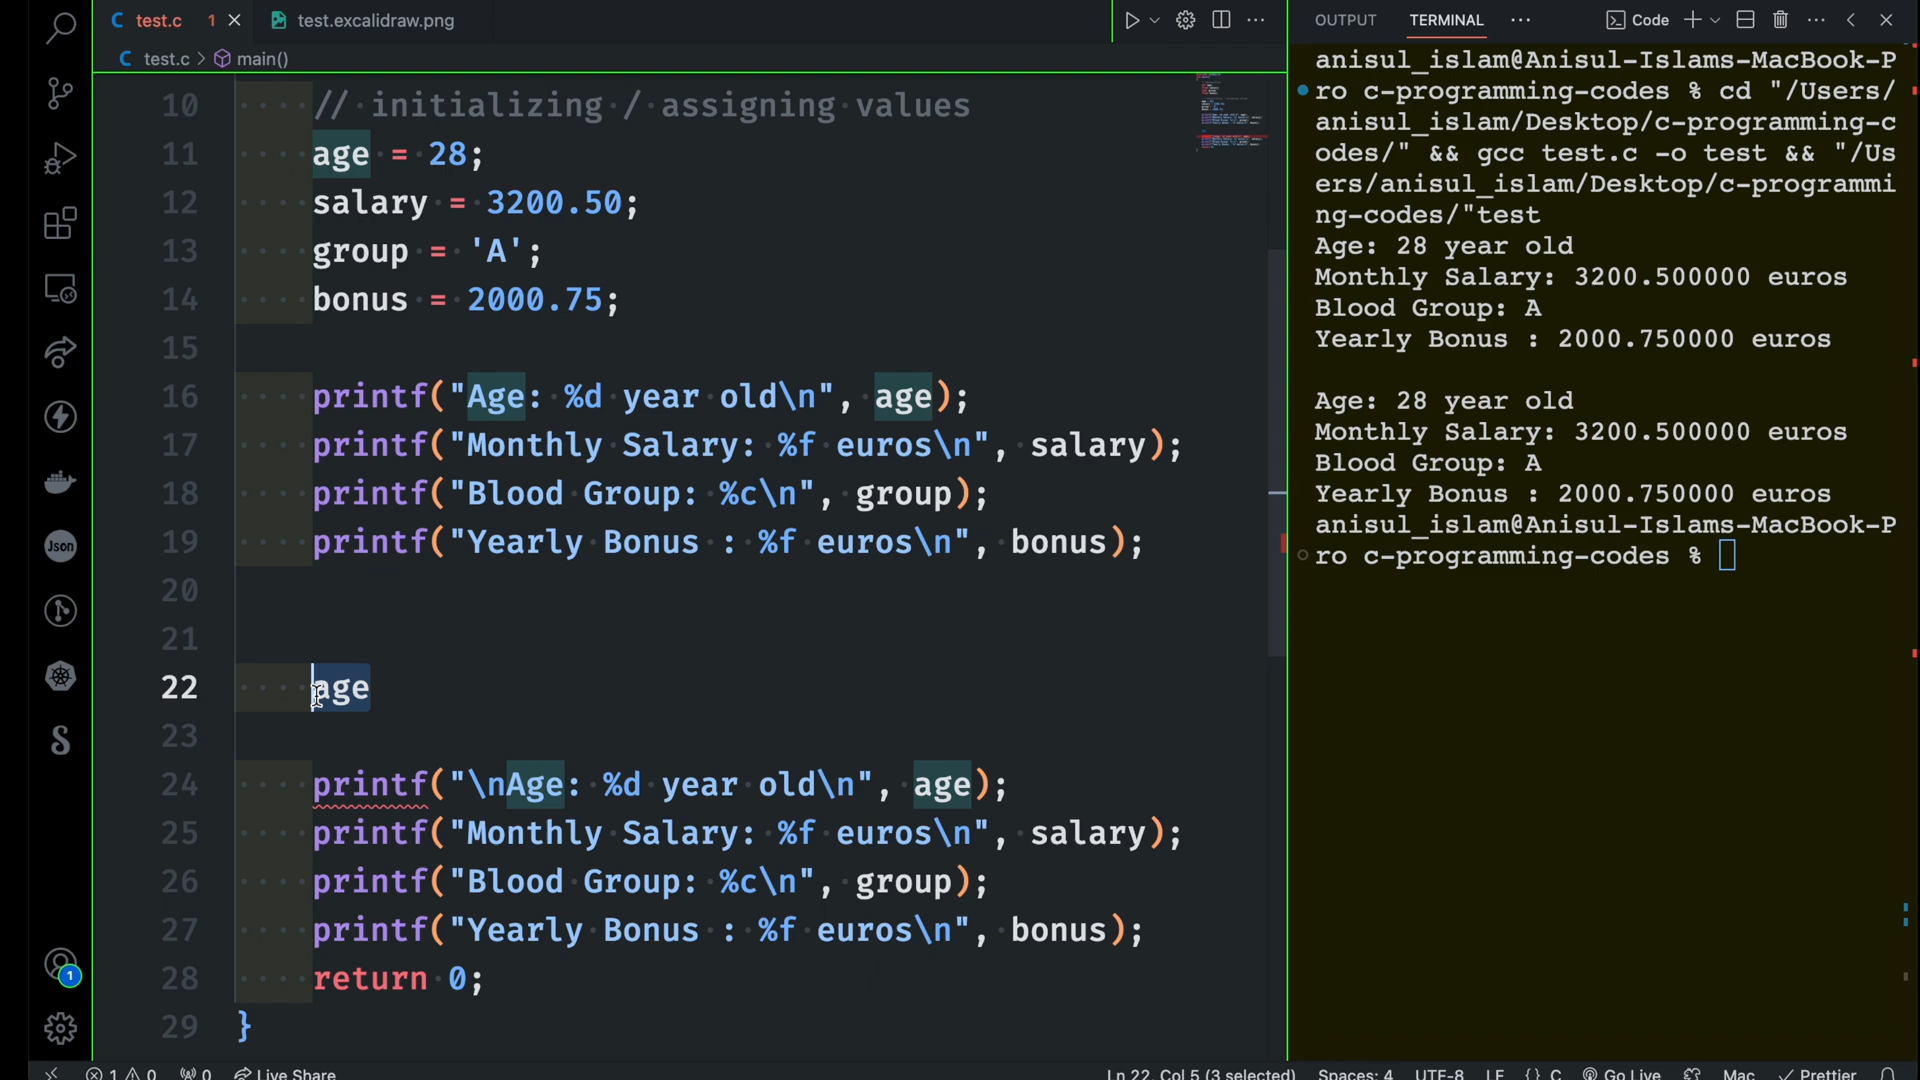 test.c 1
test.excalidraw.png
test.c > main()
10 // initializing / assigning values
11 age = 28;
12 salary = 3200.50;
13 group = 'A';
14 bonus = 2000.75;
15
16 printf("Age: %d year old\n", age);
17 printf("Monthly Salary: %f euros\n", salary);
18 printf("Blood Group: %c\n", group);
19 printf("Yearly Bonus : %f euros\n", bonus);
20
21
22 age
23
24 printf("\nAge: %d year old\n", age);
25 printf("Monthly Salary: %f euros\n", salary);
26 printf("Blood Group: %c\n", group);
27 printf("Yearly Bonus : %f euros\n", bonus);
28 return 0;
29 }
Json
1
OUTPUT TERMINAL ... Code
anisul_islam@Anisul-Islams-MacBook-P
ro c-programming-codes % cd "/Users/
anisul_islam/Desktop/c-programming-c
odes/" && gcc test.c -o test && "/Us
ers/anisul_islam/Desktop/c-programmi
ng-codes/"test
Age: 28 year old
Monthly Salary: 3200.500000 euros
Blood Group: A
Yearly Bonus : 2000.750000 euros
Age: 28 year old
Monthly Salary: 3200.500000 euros
Blood Group: A
Yearly Bonus : 2000.750000 euros
anisul_islam@Anisul-Islams-MacBook-P
ro c-programming-codes %
1 0 0 Live Share Ln 22, Col 5 (3 selected) Spaces: 4 UTF-8 LF {} C Go Live Mac Prettier